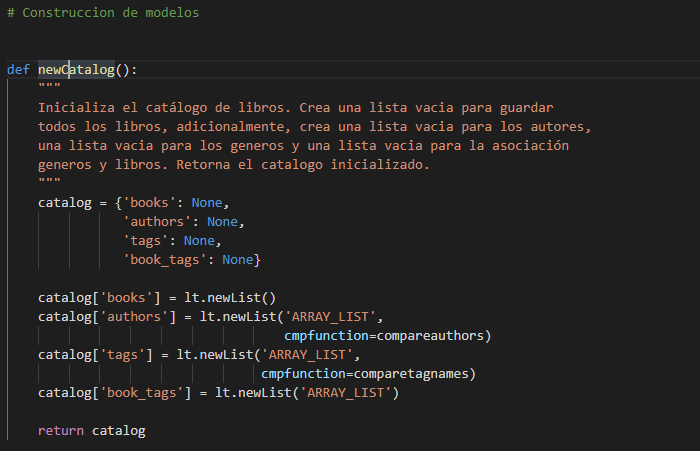 # Construccion de modelos
def newCatalog():
"""
Inicializa el catálogo de libros. Crea una lista vacia para guardar
todos los libros, adicionalmente, crea una lista vacia para los autores,
una lista vacia para los generos y una lista vacia para la asociación
generos y libros. Retorna el catalogo inicializado.
"""
catalog = {'books': None,
'authors': None,
'tags': None,
'book_tags': None}
catalog['books'] = lt.newList()
catalog['authors'] = lt.newList('ARRAY_LIST',
cmpfunction=compareauthors)
catalog['tags'] = lt.newList('ARRAY_LIST',
cmpfunction=comparetagnames)
catalog['book_tags'] = lt.newList('ARRAY_LIST')
return catalog